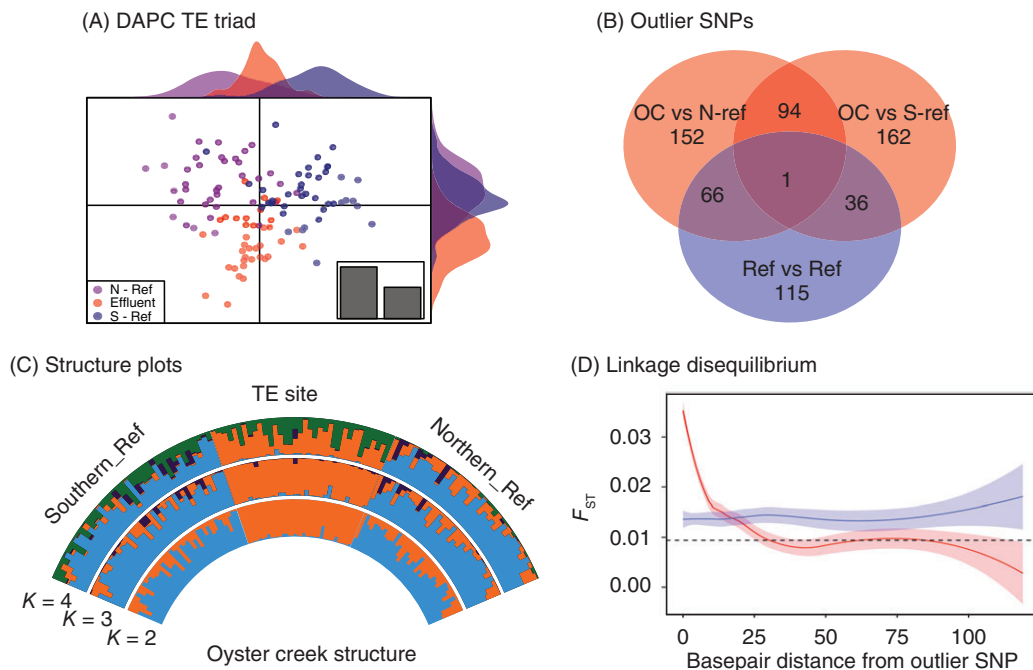 (A) DAPC TE triad
N - Ref
Effluent
S - Ref
(B) Outlier SNPs
OC vs N-ref
152
94
OC vs S-ref
162
66
1
36
Ref vs Ref
115
(C) Structure plots
TE site
Southern_Ref
Northern_Ref
K = 4
K = 3
K = 2
Oyster creek structure
(D) Linkage disequilibrium
FST
0.03
0.02
0.01
0.00
0 25 50 75 100
Basepair distance from outlier SNP